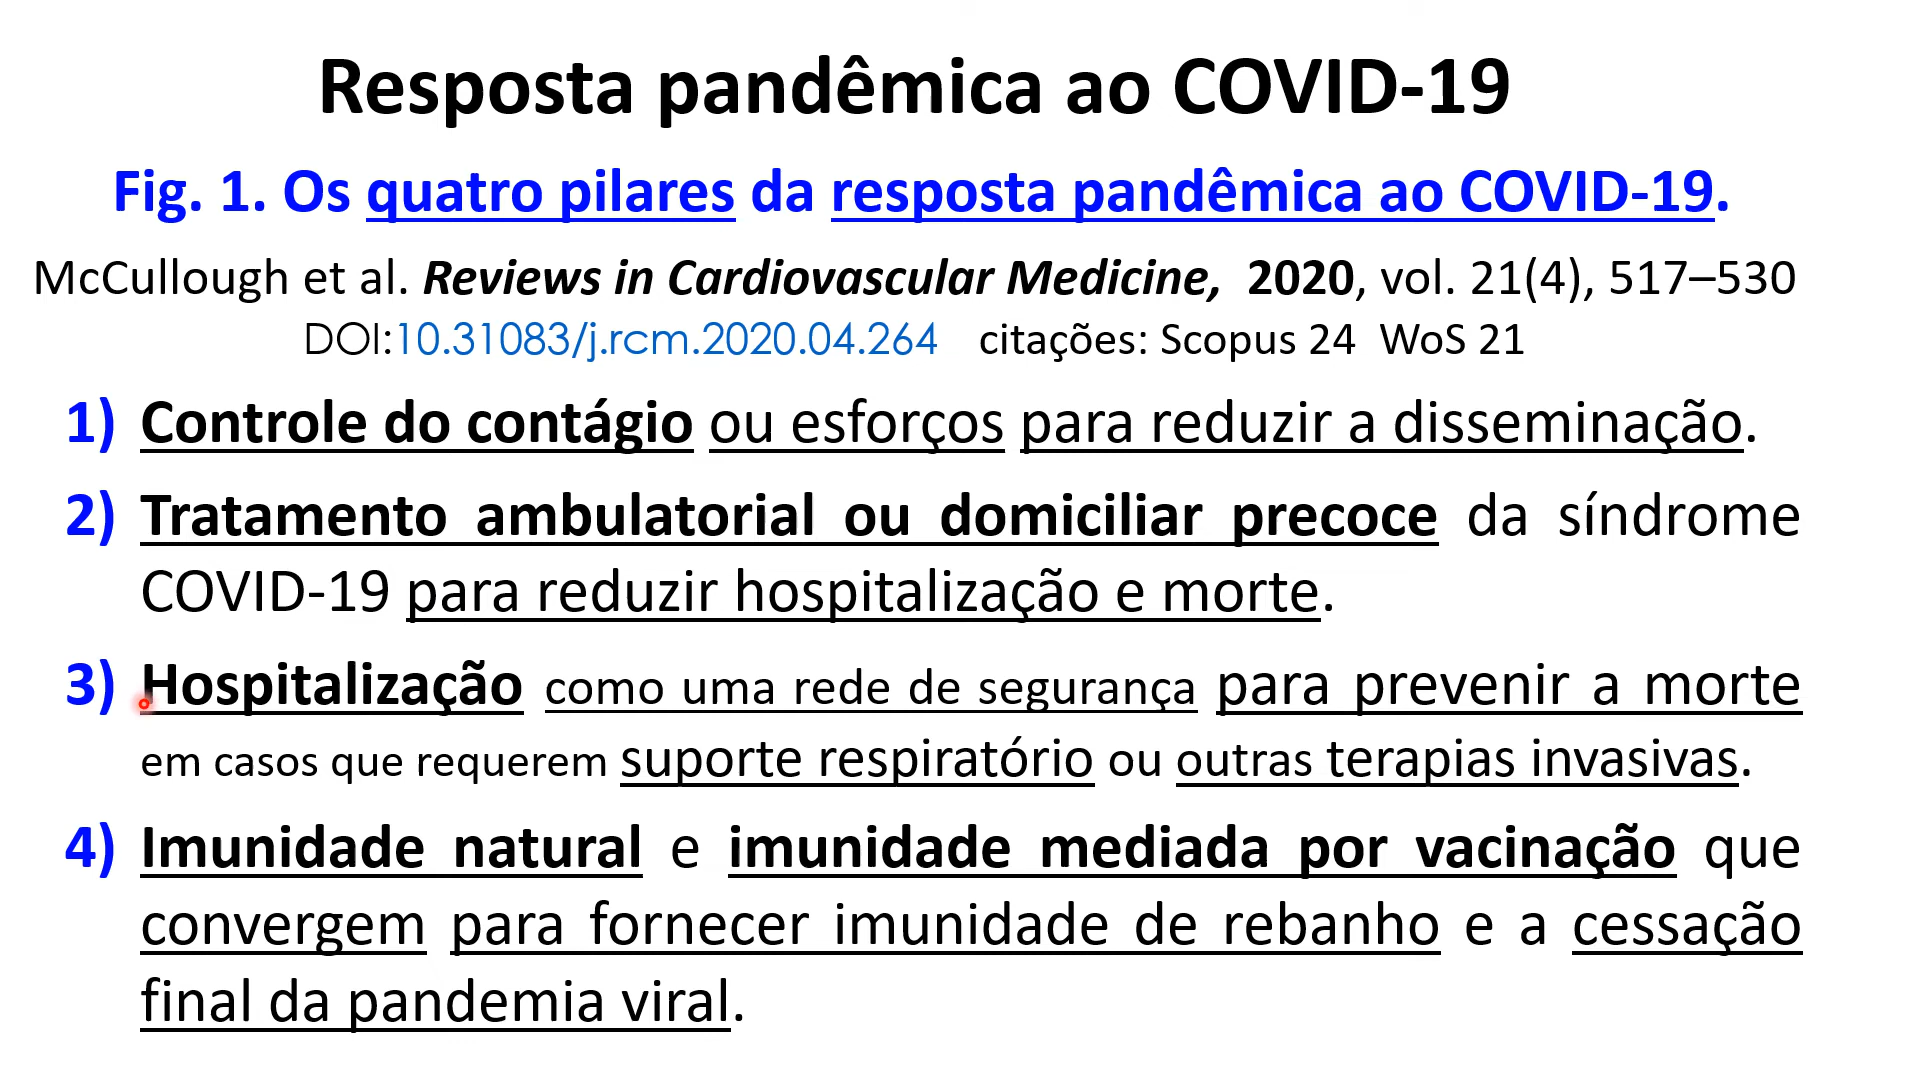 Resposta pandêmica ao COVID-19
Fig. 1. Os quatro pilares da resposta pandêmica ao COVID-19.
McCullough et al. Reviews in Cardiovascular Medicine, 2020, vol. 21(4), 517–530
DOI:10.31083/j.rcm.2020.04.264 citações: Scopus 24 WoS 21
1) Controle do contágio ou esforços para reduzir a disseminação.
2) Tratamento ambulatorial ou domiciliar precoce da síndrome
COVID-19 para reduzir hospitalização e morte.
3) Hospitalização como uma rede de segurança para prevenir a morte
em casos que requerem suporte respiratório ou outras terapias invasivas.
4) Imunidade natural e imunidade mediada por vacinação que
convergem para fornecer imunidade de rebanho e a cessação
final da pandemia viral.